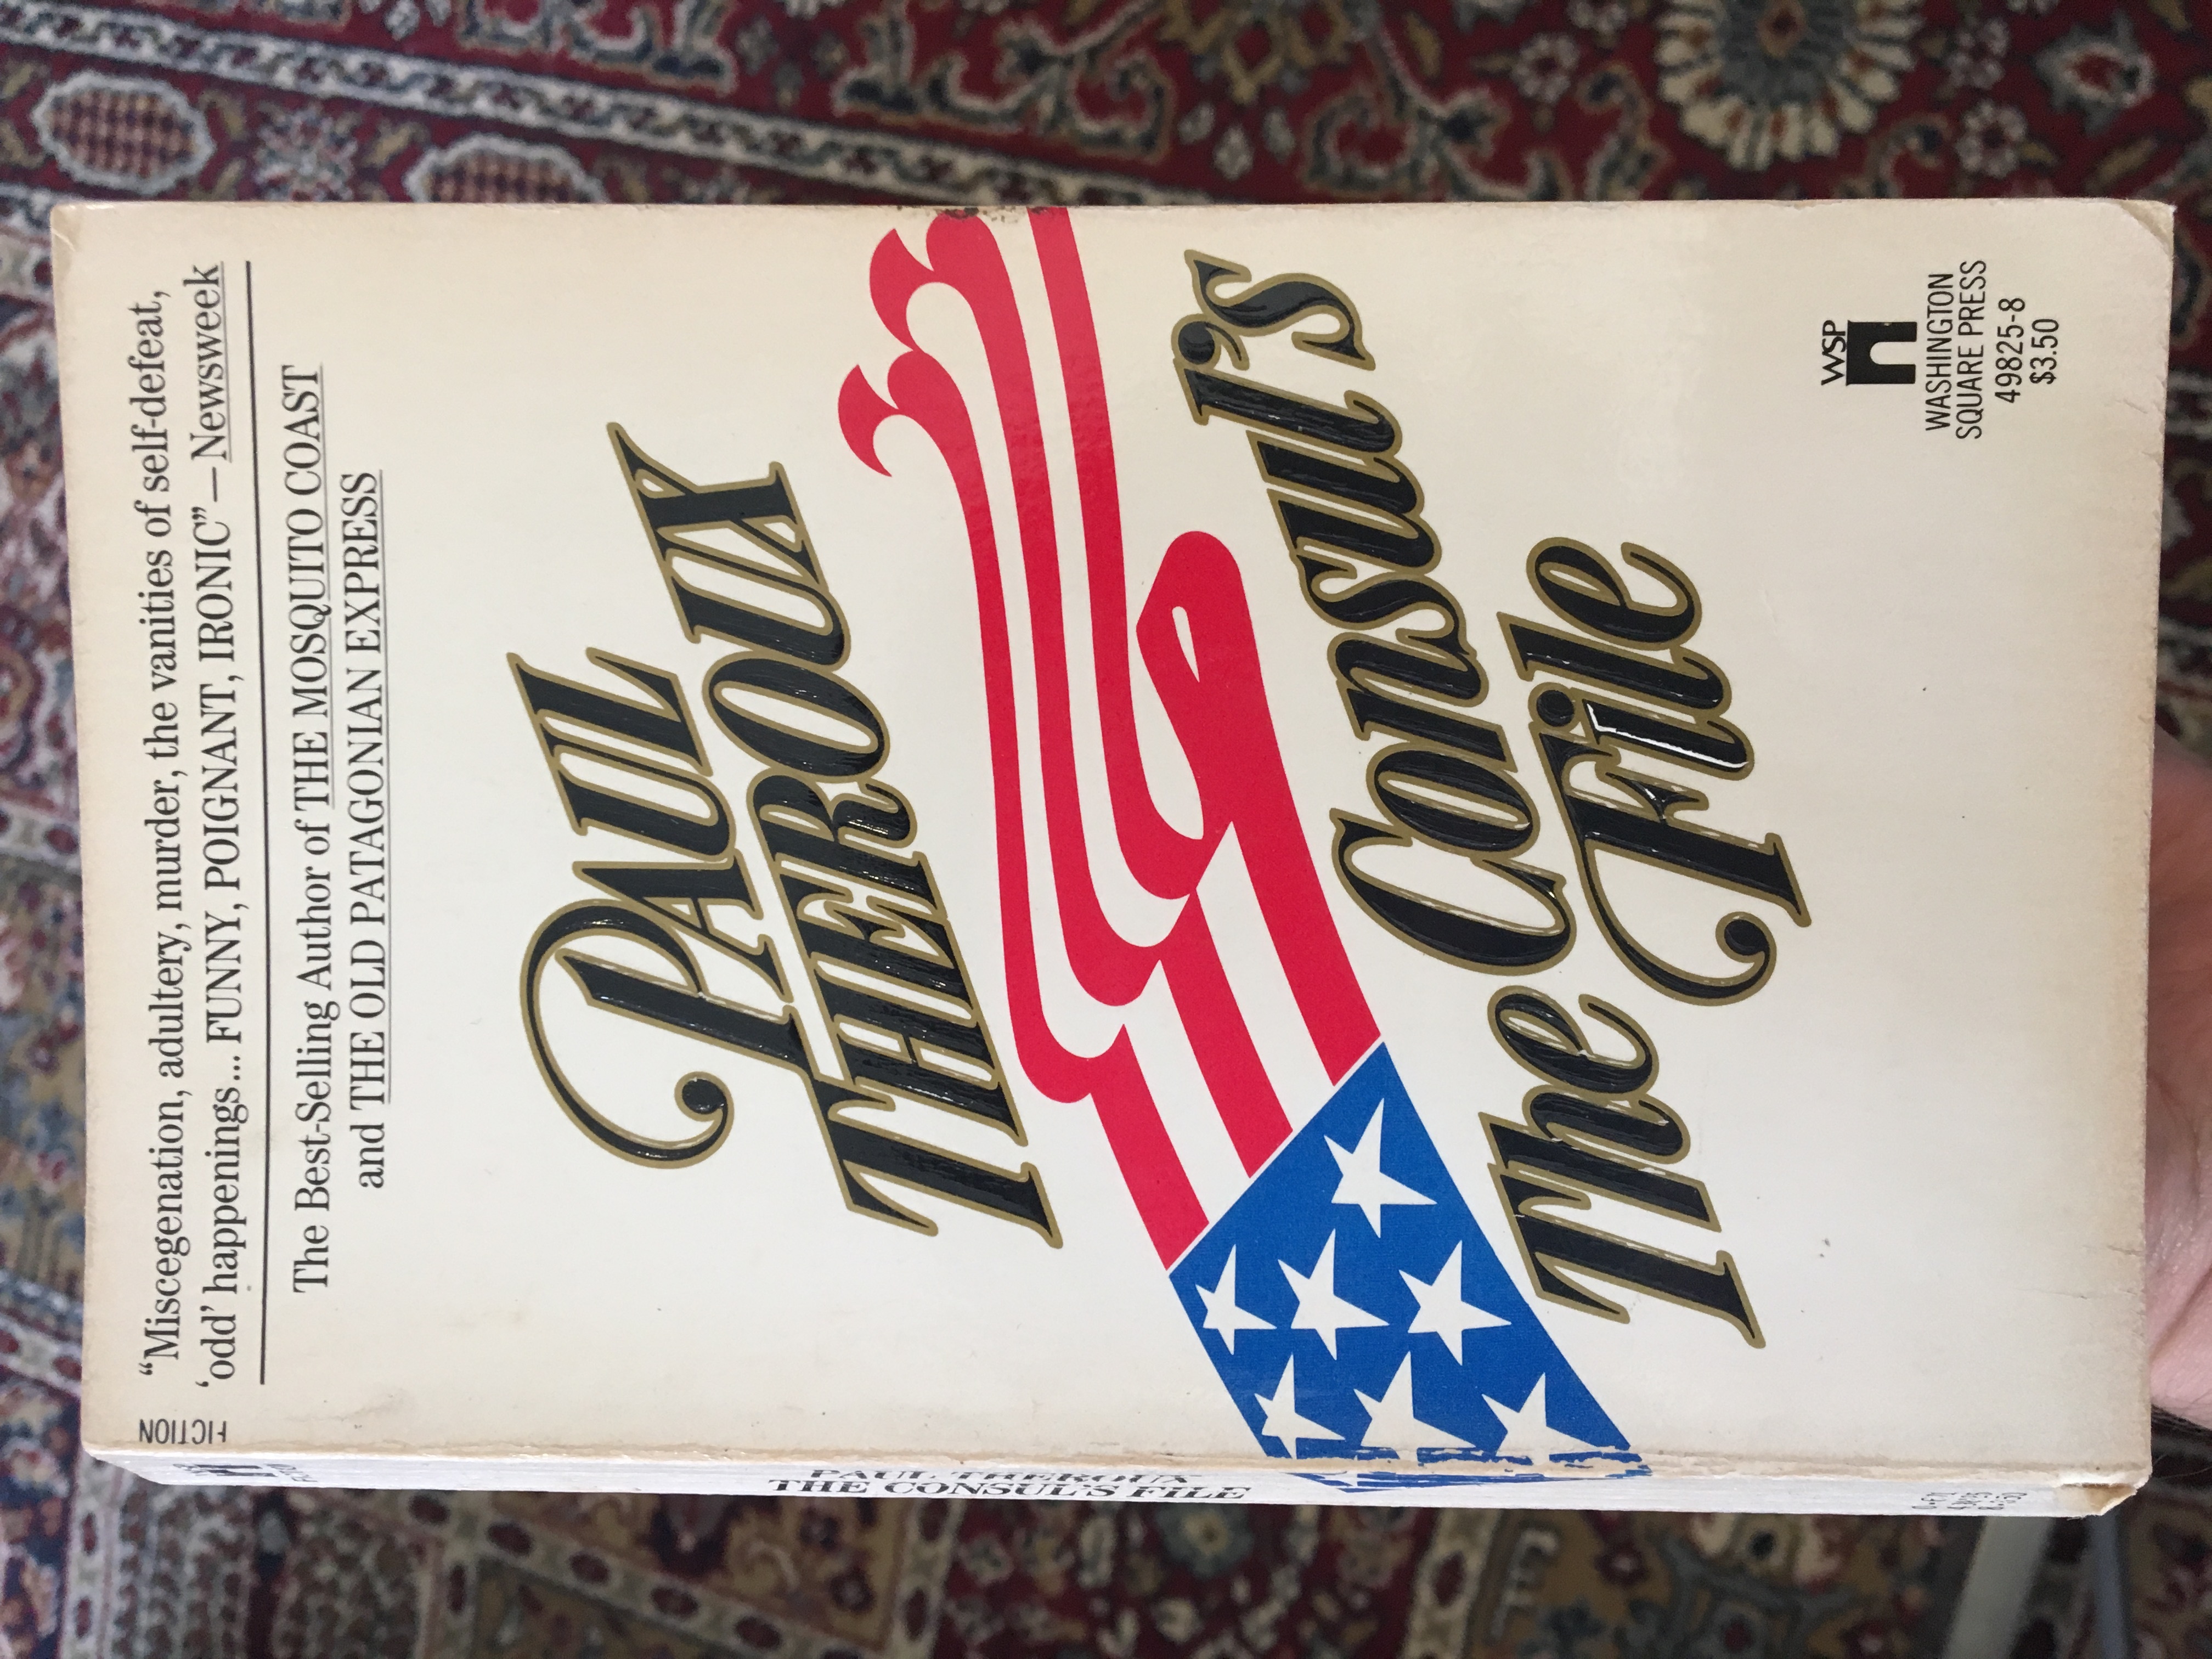 FICTION
“Miscegenation, adultery, murder, the vanities of self-defeat,
‘odd’ happenings... FUNNY, POIGNANT, IRONIC”—Newsweek
The Best-Selling Author of THE MOSQUITO COAST
and THE OLD PATAGONIAN EXPRESS
PAUL
THEROUX
The Consul's
File
WSP
WASHINGTON
SQUARE PRESS
49825-8
$3.50
PAUL THEROUX
THE CONSUL'S FILE